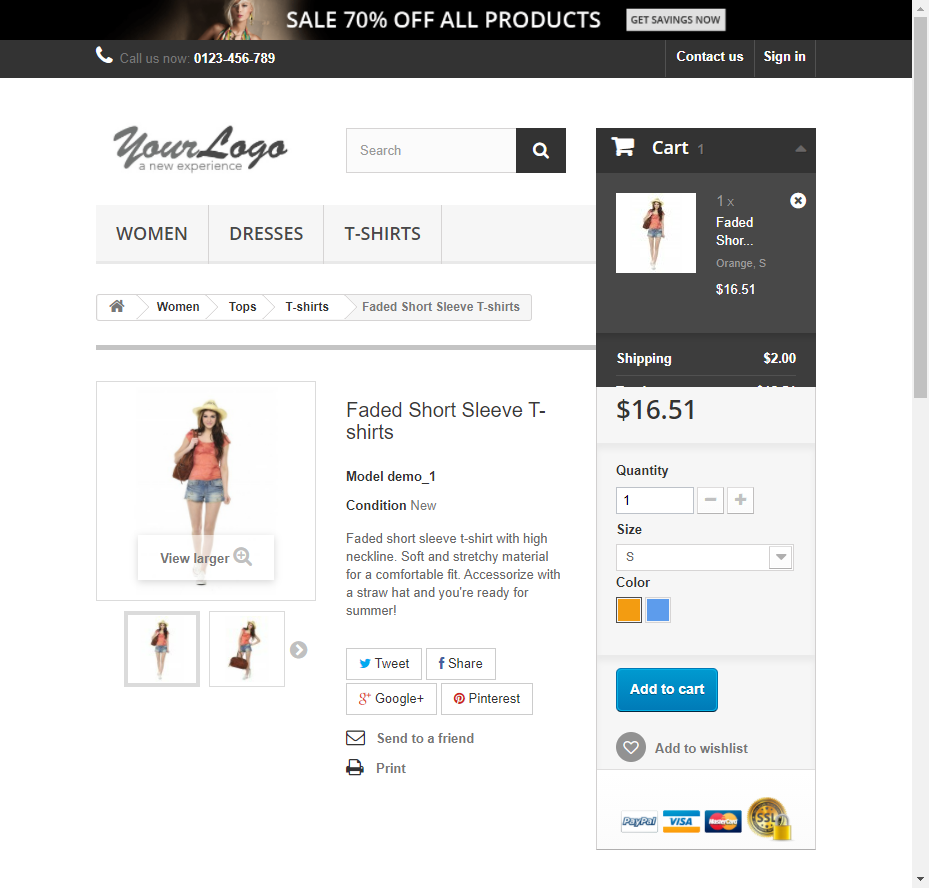 SALE 70% OFF ALL PRODUCTS
GET SAVINGS NOW
Call us now: 0123-456-789
Contact us
Sign in
YourLogo
a new experience
Search
Cart 1
1 x
Faded
Shor...
Orange, S
$16.51
Shipping
$2.00
WOMEN
DRESSES
T-SHIRTS
Women
Tops
T-shirts
Faded Short Sleeve T-shirts
View larger
Faded Short Sleeve T-
shirts
Model demo_1
Condition New
Faded short sleeve t-shirt with high
neckline. Soft and stretchy material
for a comfortable fit. Accessorize with
a straw hat and you're ready for
summer!
Tweet
Share
Google+
Pinterest
Send to a friend
Print
$16.51
Quantity
1
Size
S
Color
Add to cart
Add to wishlist
PayPal
VISA
MasterCard
SSL